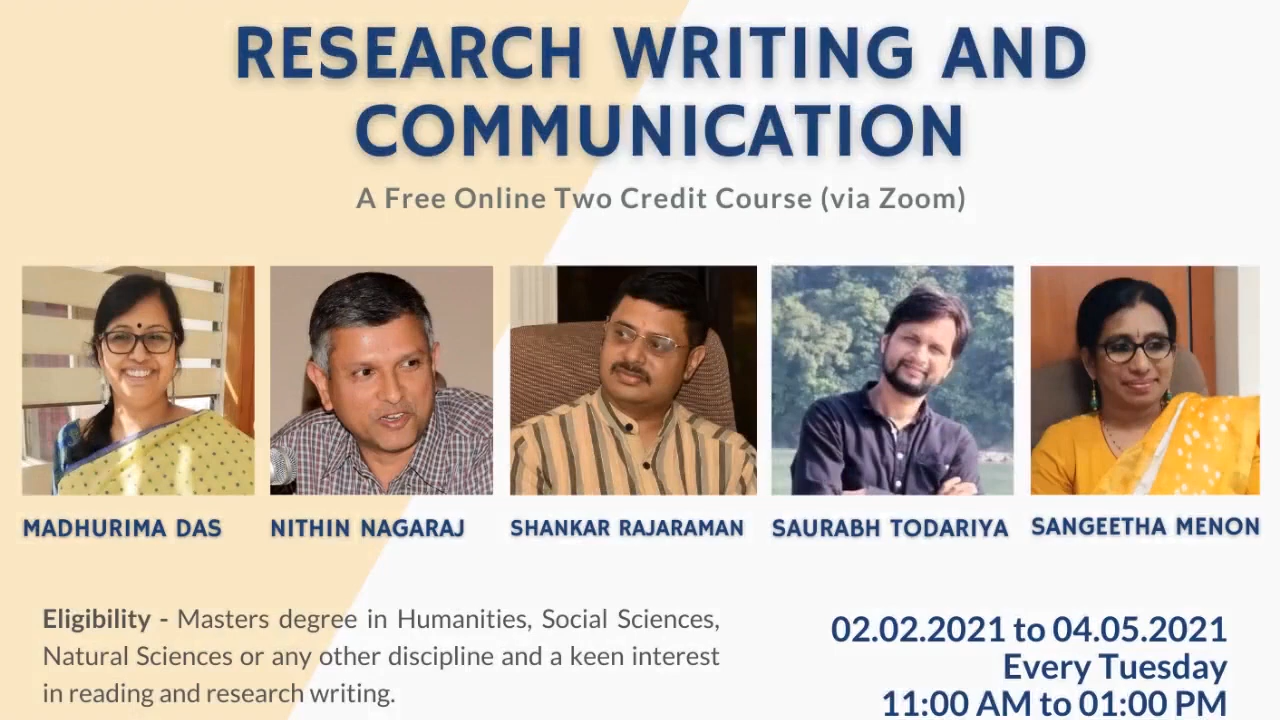 RESEARCH WRITING AND
COMMUNICATION
A Free Online Two Credit Course (via Zoom)
MADHURIMA DAS
NITHIN NAGARAJ
SHANKAR RAJARAMAN
SAURABH TODARIYA
SANGEETHA MENON
Eligibility - Masters degree in Humanities, Social Sciences,
Natural Sciences or any other discipline and a keen interest
in reading and research writing.
02.02.2021 to 04.05.2021
Every Tuesday
11:00 AM to 01:00 PM